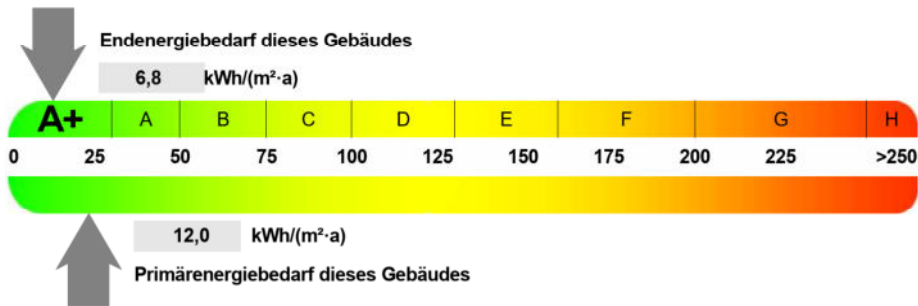 Endenergiebedarf dieses Gebäudes
6,8 kWh/(m²·a)
A+ A B C D E F G H
0 25 50 75 100 125 150 175 200 225 >250
12,0 kWh/(m²·a)
Primärenergiebedarf dieses Gebäudes